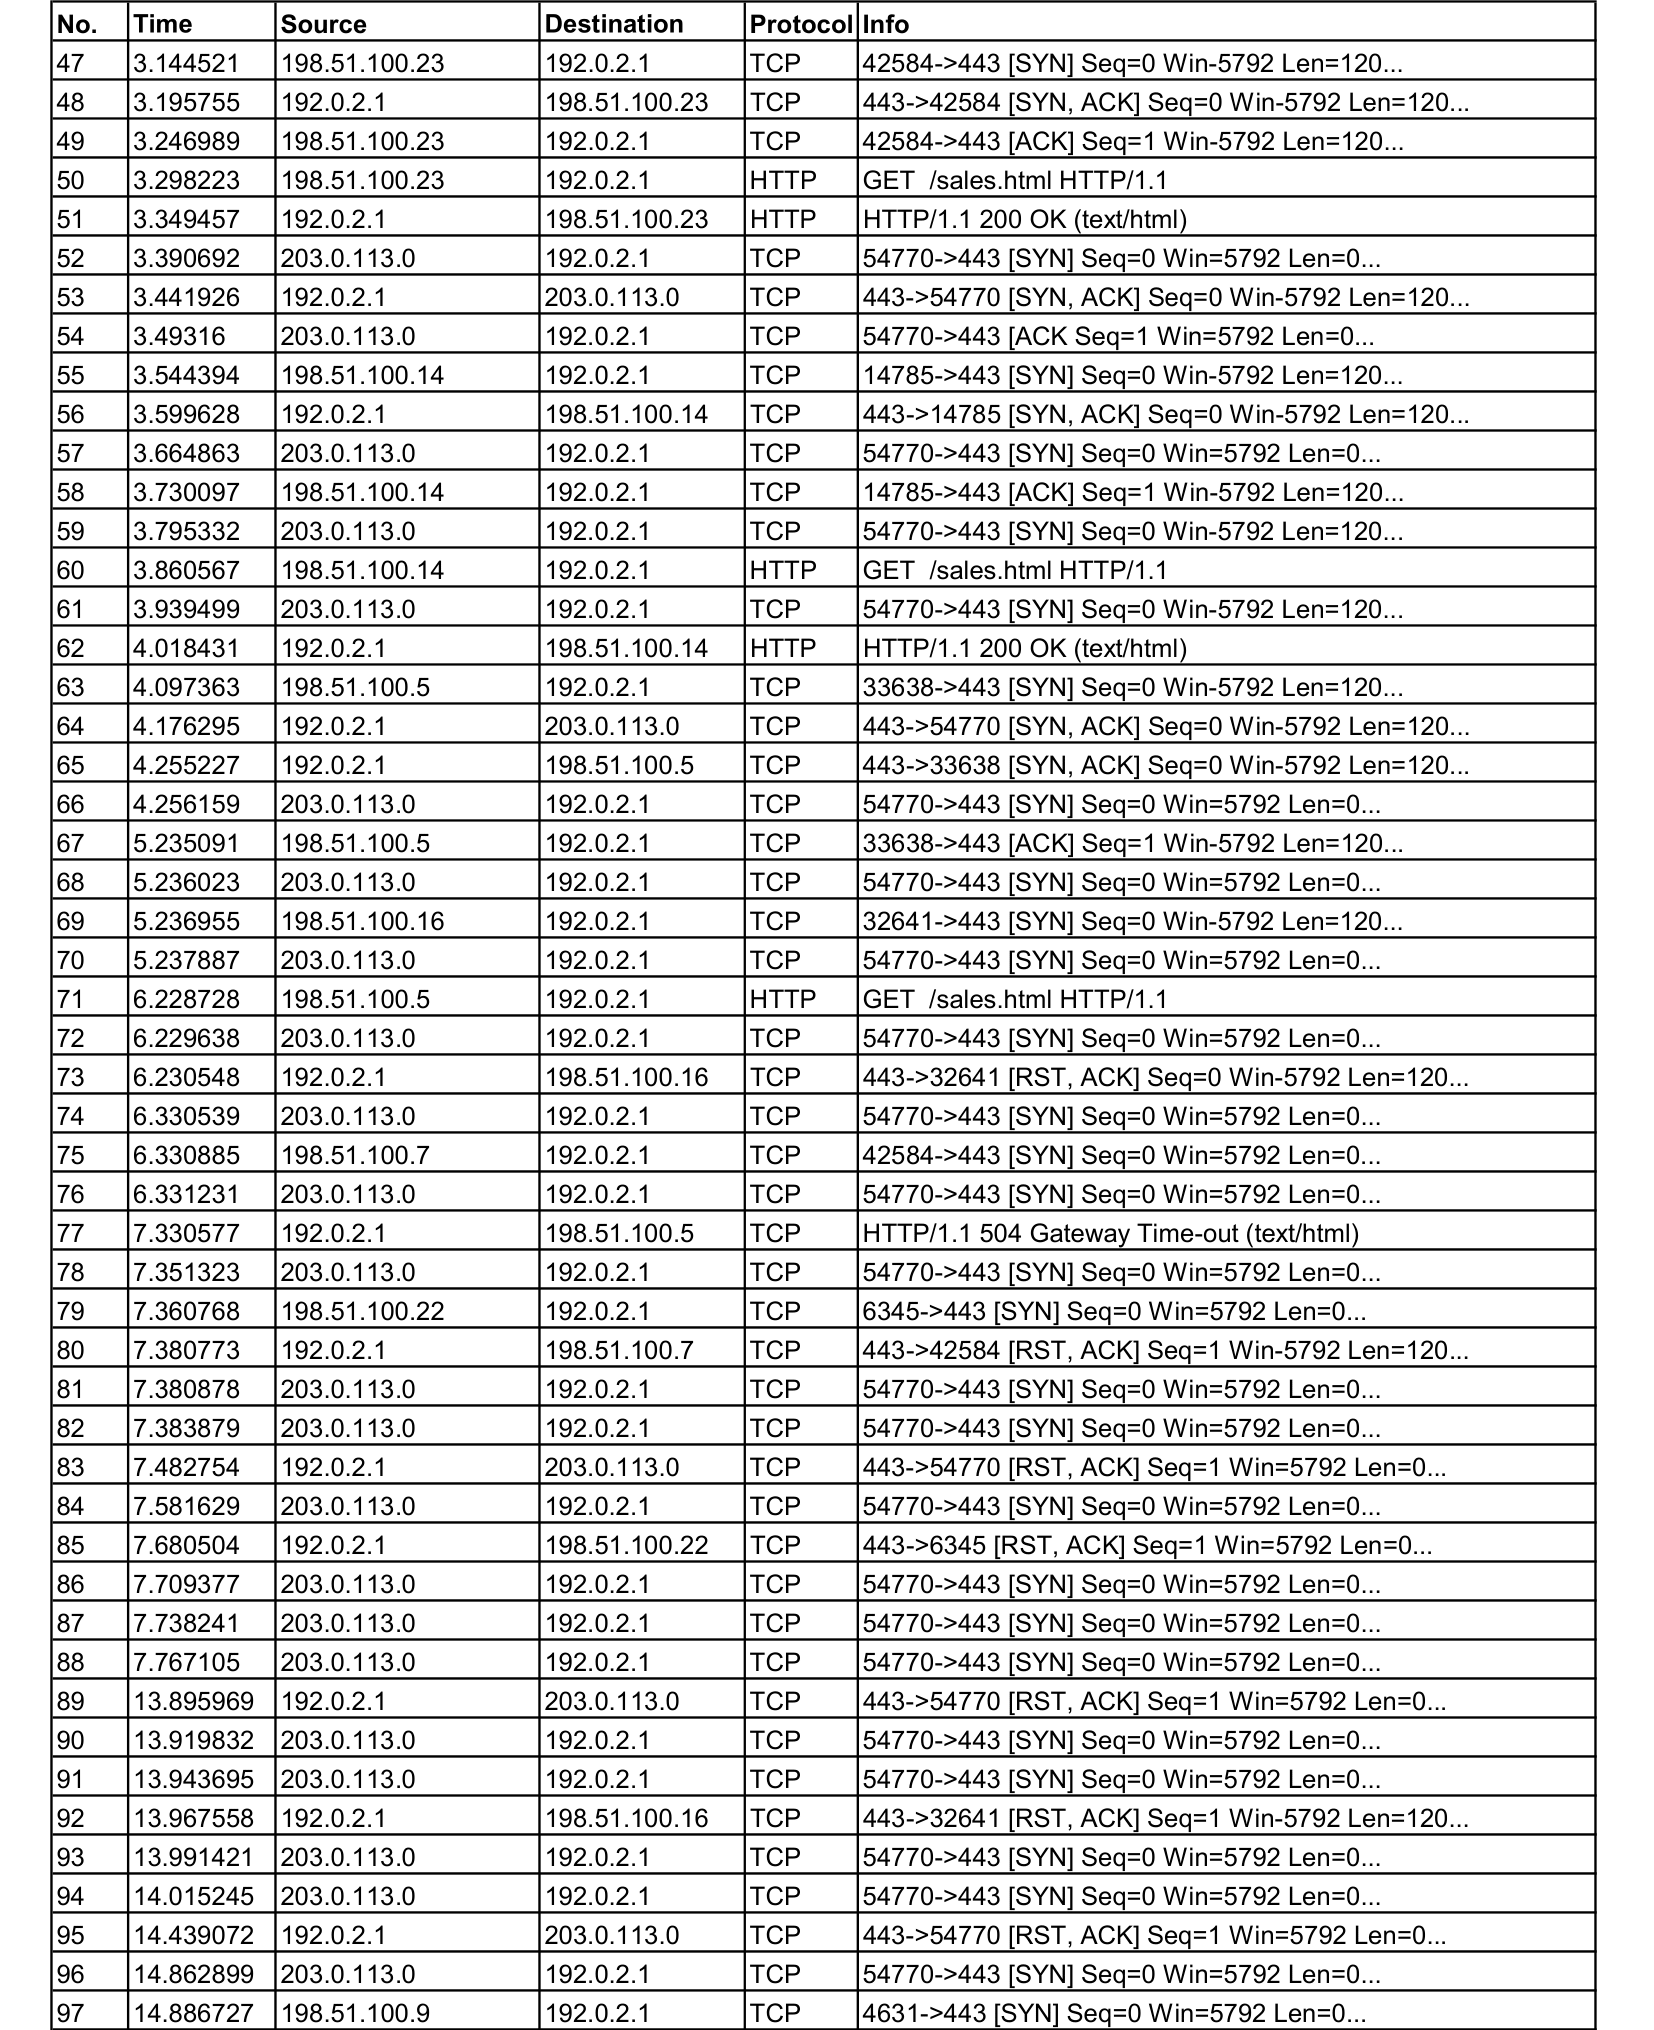 No. Time Source Destination Protocol Info
47 3.144521 198.51.100.23 192.0.2.1 TCP 42584->443 [SYN] Seq=0 Win-5792 Len=120...
48 3.195755 192.0.2.1 198.51.100.23 TCP 443->42584 [SYN, ACK] Seq=0 Win-5792 Len=120...
49 3.246989 198.51.100.23 192.0.2.1 TCP 42584->443 [ACK] Seq=1 Win-5792 Len=120...
50 3.298223 198.51.100.23 192.0.2.1 HTTP GET /sales.html HTTP/1.1
51 3.349457 192.0.2.1 198.51.100.23 HTTP HTTP/1.1 200 OK (text/html)
52 3.390692 203.0.113.0 192.0.2.1 TCP 54770->443 [SYN] Seq=0 Win=5792 Len=0...
53 3.441926 192.0.2.1 203.0.113.0 TCP 443->54770 [SYN, ACK] Seq=0 Win-5792 Len=120...
54 3.49316 203.0.113.0 192.0.2.1 TCP 54770->443 [ACK Seq=1 Win=5792 Len=0...
55 3.544394 198.51.100.14 192.0.2.1 TCP 14785->443 [SYN] Seq=0 Win-5792 Len=120...
56 3.599628 192.0.2.1 198.51.100.14 TCP 443->14785 [SYN, ACK] Seq=0 Win-5792 Len=120...
57 3.664863 203.0.113.0 192.0.2.1 TCP 54770->443 [SYN] Seq=0 Win=5792 Len=0...
58 3.730097 198.51.100.14 192.0.2.1 TCP 14785->443 [ACK] Seq=1 Win-5792 Len=120...
59 3.795332 203.0.113.0 192.0.2.1 TCP 54770->443 [SYN] Seq=0 Win-5792 Len=120...
60 3.860567 198.51.100.14 192.0.2.1 HTTP GET /sales.html HTTP/1.1
61 3.939499 203.0.113.0 192.0.2.1 TCP 54770->443 [SYN] Seq=0 Win-5792 Len=120...
62 4.018431 192.0.2.1 198.51.100.14 HTTP HTTP/1.1 200 OK (text/html)
63 4.097363 198.51.100.5 192.0.2.1 TCP 33638->443 [SYN] Seq=0 Win-5792 Len=120...
64 4.176295 192.0.2.1 203.0.113.0 TCP 443->54770 [SYN, ACK] Seq=0 Win-5792 Len=120...
65 4.255227 192.0.2.1 198.51.100.5 TCP 443->33638 [SYN, ACK] Seq=0 Win-5792 Len=120...
66 4.256159 203.0.113.0 192.0.2.1 TCP 54770->443 [SYN] Seq=0 Win=5792 Len=0...
67 5.235091 198.51.100.5 192.0.2.1 TCP 33638->443 [ACK] Seq=1 Win-5792 Len=120...
68 5.236023 203.0.113.0 192.0.2.1 TCP 54770->443 [SYN] Seq=0 Win=5792 Len=0...
69 5.236955 198.51.100.16 192.0.2.1 TCP 32641->443 [SYN] Seq=0 Win-5792 Len=120...
70 5.237887 203.0.113.0 192.0.2.1 TCP 54770->443 [SYN] Seq=0 Win=5792 Len=0...
71 6.228728 198.51.100.5 192.0.2.1 HTTP GET /sales.html HTTP/1.1
72 6.229638 203.0.113.0 192.0.2.1 TCP 54770->443 [SYN] Seq=0 Win=5792 Len=0...
73 6.230548 192.0.2.1 198.51.100.16 TCP 443->32641 [RST, ACK] Seq=0 Win-5792 Len=120...
74 6.330539 203.0.113.0 192.0.2.1 TCP 54770->443 [SYN] Seq=0 Win=5792 Len=0...
75 6.330885 198.51.100.7 192.0.2.1 TCP 42584->443 [SYN] Seq=0 Win=5792 Len=0...
76 6.331231 203.0.113.0 192.0.2.1 TCP 54770->443 [SYN] Seq=0 Win=5792 Len=0...
77 7.330577 192.0.2.1 198.51.100.5 TCP HTTP/1.1 504 Gateway Time-out (text/html)
78 7.351323 203.0.113.0 192.0.2.1 TCP 54770->443 [SYN] Seq=0 Win=5792 Len=0...
79 7.360768 198.51.100.22 192.0.2.1 TCP 6345->443 [SYN] Seq=0 Win=5792 Len=0...
80 7.380773 192.0.2.1 198.51.100.7 TCP 443->42584 [RST, ACK] Seq=1 Win-5792 Len=120...
81 7.380878 203.0.113.0 192.0.2.1 TCP 54770->443 [SYN] Seq=0 Win=5792 Len=0...
82 7.383879 203.0.113.0 192.0.2.1 TCP 54770->443 [SYN] Seq=0 Win=5792 Len=0...
83 7.482754 192.0.2.1 203.0.113.0 TCP 443->54770 [RST, ACK] Seq=1 Win=5792 Len=0...
84 7.581629 203.0.113.0 192.0.2.1 TCP 54770->443 [SYN] Seq=0 Win=5792 Len=0...
85 7.680504 192.0.2.1 198.51.100.22 TCP 443->6345 [RST, ACK] Seq=1 Win=5792 Len=0...
86 7.709377 203.0.113.0 192.0.2.1 TCP 54770->443 [SYN] Seq=0 Win=5792 Len=0...
87 7.738241 203.0.113.0 192.0.2.1 TCP 54770->443 [SYN] Seq=0 Win=5792 Len=0...
88 7.767105 203.0.113.0 192.0.2.1 TCP 54770->443 [SYN] Seq=0 Win=5792 Len=0...
89 13.895969 192.0.2.1 203.0.113.0 TCP 443->54770 [RST, ACK] Seq=1 Win=5792 Len=0...
90 13.919832 203.0.113.0 192.0.2.1 TCP 54770->443 [SYN] Seq=0 Win=5792 Len=0...
91 13.943695 203.0.113.0 192.0.2.1 TCP 54770->443 [SYN] Seq=0 Win=5792 Len=0...
92 13.967558 192.0.2.1 198.51.100.16 TCP 443->32641 [RST, ACK] Seq=1 Win-5792 Len=120...
93 13.991421 203.0.113.0 192.0.2.1 TCP 54770->443 [SYN] Seq=0 Win=5792 Len=0...
94 14.015245 203.0.113.0 192.0.2.1 TCP 54770->443 [SYN] Seq=0 Win=5792 Len=0...
95 14.439072 192.0.2.1 203.0.113.0 TCP 443->54770 [RST, ACK] Seq=1 Win=5792 Len=0...
96 14.862899 203.0.113.0 192.0.2.1 TCP 54770->443 [SYN] Seq=0 Win=5792 Len=0...
97 14.886727 198.51.100.9 192.0.2.1 TCP 4631->443 [SYN] Seq=0 Win=5792 Len=0...